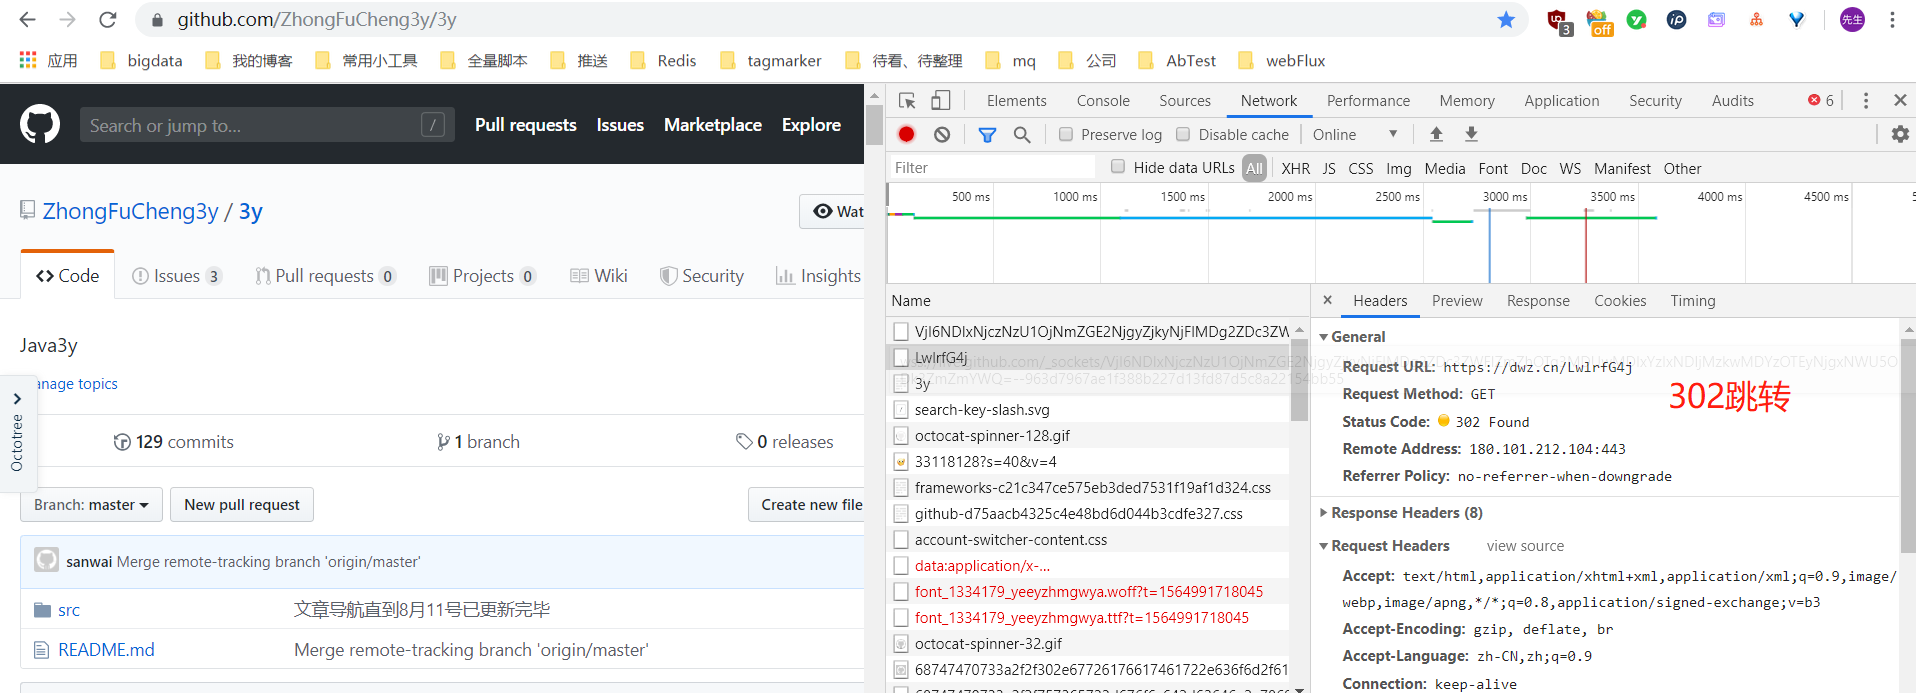 github.com/ZhongFuCheng3y/3y
3
off
先生
应用 bigdata 我的博客 常用小工具 全量脚本 推送 Redis tagmarker 待看、待整理 mq 公司 AbTest webFlux
Search or jump to... /
Pull requests Issues Marketplace Explore
ZhongFuCheng3y / 3y
Wat
Code Issues 3 Pull requests 0 Projects 0 Wiki Security Insights
Java3y
anage topics
Octotree
129 commits 1 branch 0 releases
Branch: master New pull request Create new file
sanwai Merge remote-tracking branch 'origin/master'
src 文章导航直到8月11号已更新完毕
README.md Merge remote-tracking branch 'origin/master'
Elements Console Sources Network Performance Memory Application Security Audits 6
Preserve log Disable cache Online
Filter Hide data URLs All XHR JS CSS Img Media Font Doc WS Manifest Other
500 ms 1000 ms 1500 ms 2000 ms 2500 ms 3000 ms 3500 ms 4000 ms 4500 ms 5
Name
VjI6NDIxNjczNzU1OjNmZGE2NjgyZjkyNjFlMDg2ZDc3ZW
LwlrfG4j
3y
search-key-slash.svg
octocat-spinner-128.gif
33118128?s=40&v=4
frameworks-c21c347ce575eb3ded7531f19af1d324.css
github-d75aacb4325c4e48bd6d044b3cdfe327.css
account-switcher-content.css
data:application/x-...
font_1334179_yeeyzhmgwya.woff?t=1564991718045
font_1334179_yeeyzhmgwya.ttf?t=1564991718045
octocat-spinner-32.gif
68747470733a2f2f302e67726176617461722e636f6d2f61
Headers Preview Response Cookies Timing
General
Request URL: https://dwz.cn/LwlrfG4j
Request Method: GET
302跳转
Status Code: 302 Found
Remote Address: 180.101.212.104:443
Referrer Policy: no-referrer-when-downgrade
Response Headers (8)
Request Headers view source
Accept: text/html,application/xhtml+xml,application/xml;q=0.9,image/
webp,image/apng,*/*;q=0.8,application/signed-exchange;v=b3
Accept-Encoding: gzip, deflate, br
Accept-Language: zh-CN,zh;q=0.9
Connection: keep-alive